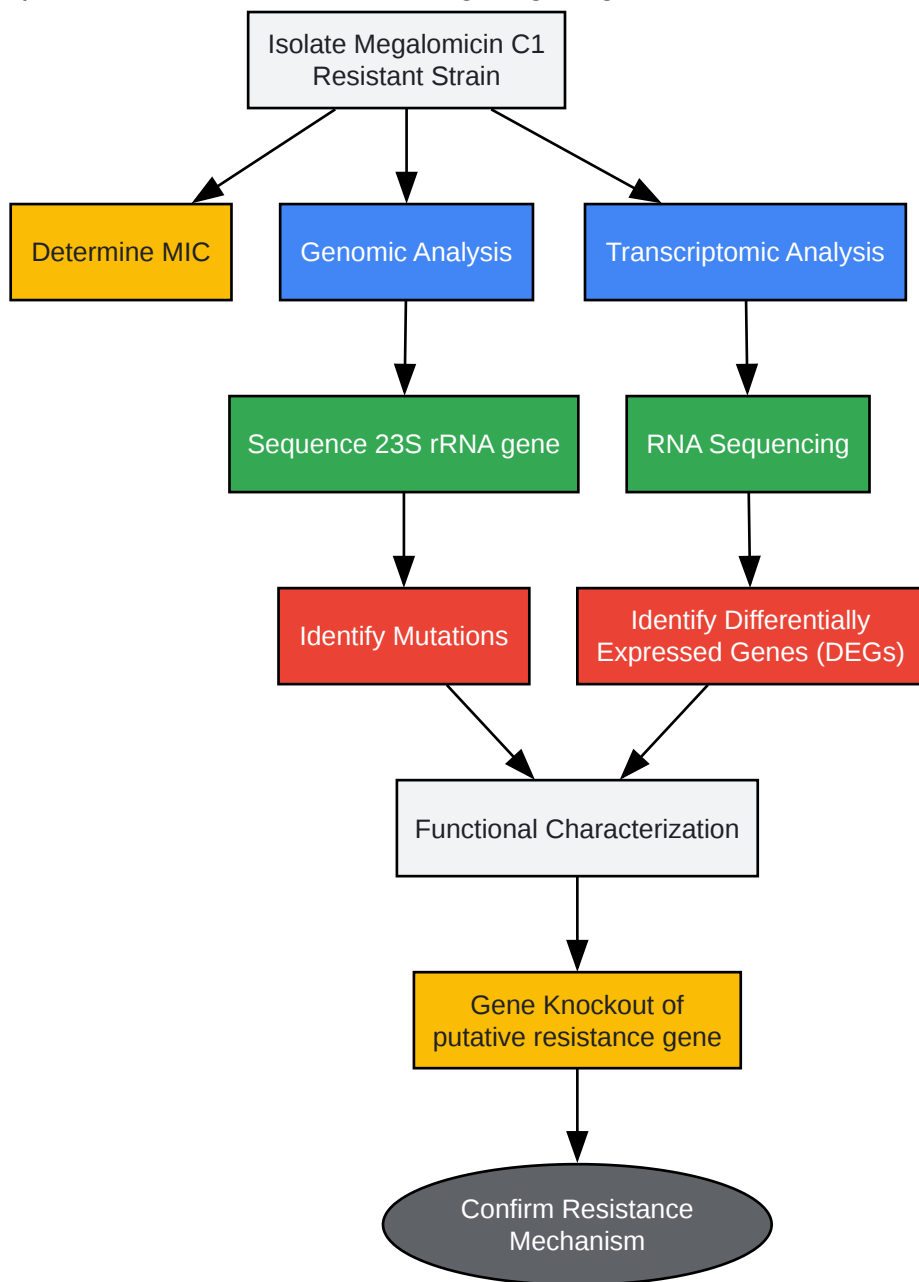 Isolate Megalomicin C1
Resistant Strain
Determine MIC
Genomic Analysis
Transcriptomic Analysis
Sequence 23S rRNA gene
RNA Sequencing
Identify Mutations
Identify Differentially
Expressed Genes (DEGs)
Functional Characterization
Gene Knockout of
putative resistance gene
Confirm Resistance
Mechanism